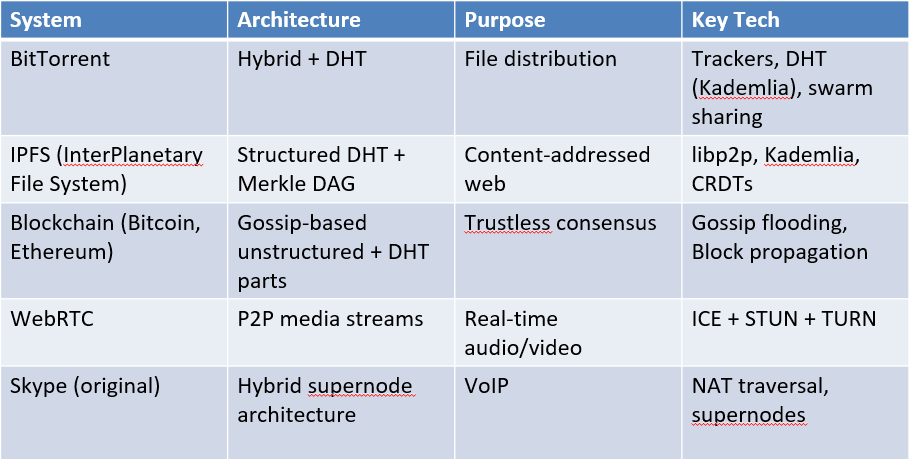 System
Architecture
Purpose
Key Tech
BitTorrent
Hybrid + DHT
File distribution
Trackers, DHT
(Kademlia), swarm
sharing
IPFS (InterPlanetary
File System)
Structured DHT +
Merkle DAG
Content-addressed
web
libp2p, Kademlia,
CRDTs
Blockchain (Bitcoin,
Ethereum)
Gossip-based
unstructured + DHT
parts
Trustless consensus
Gossip flooding,
Block propagation
WebRTC
P2P media streams
Real-time
audio/video
ICE + STUN + TURN
Skype (original)
Hybrid supernode
architecture
VoIP
NAT traversal,
supernodes